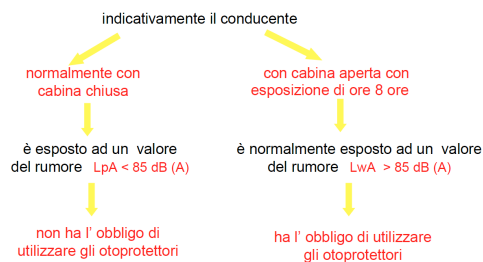 indicativamente il conducente
normalmente con
cabina chiusa
è esposto ad un valore
del rumore LpA < 85 dB (A)
non ha l' obbligo di
utilizzare gli otoprotettori
con cabina aperta con
esposizione di ore 8 ore
è normalmente esposto ad un valore
del rumore LwA > 85 dB (A)
ha l' obbligo di utilizzare
gli otoprotettori